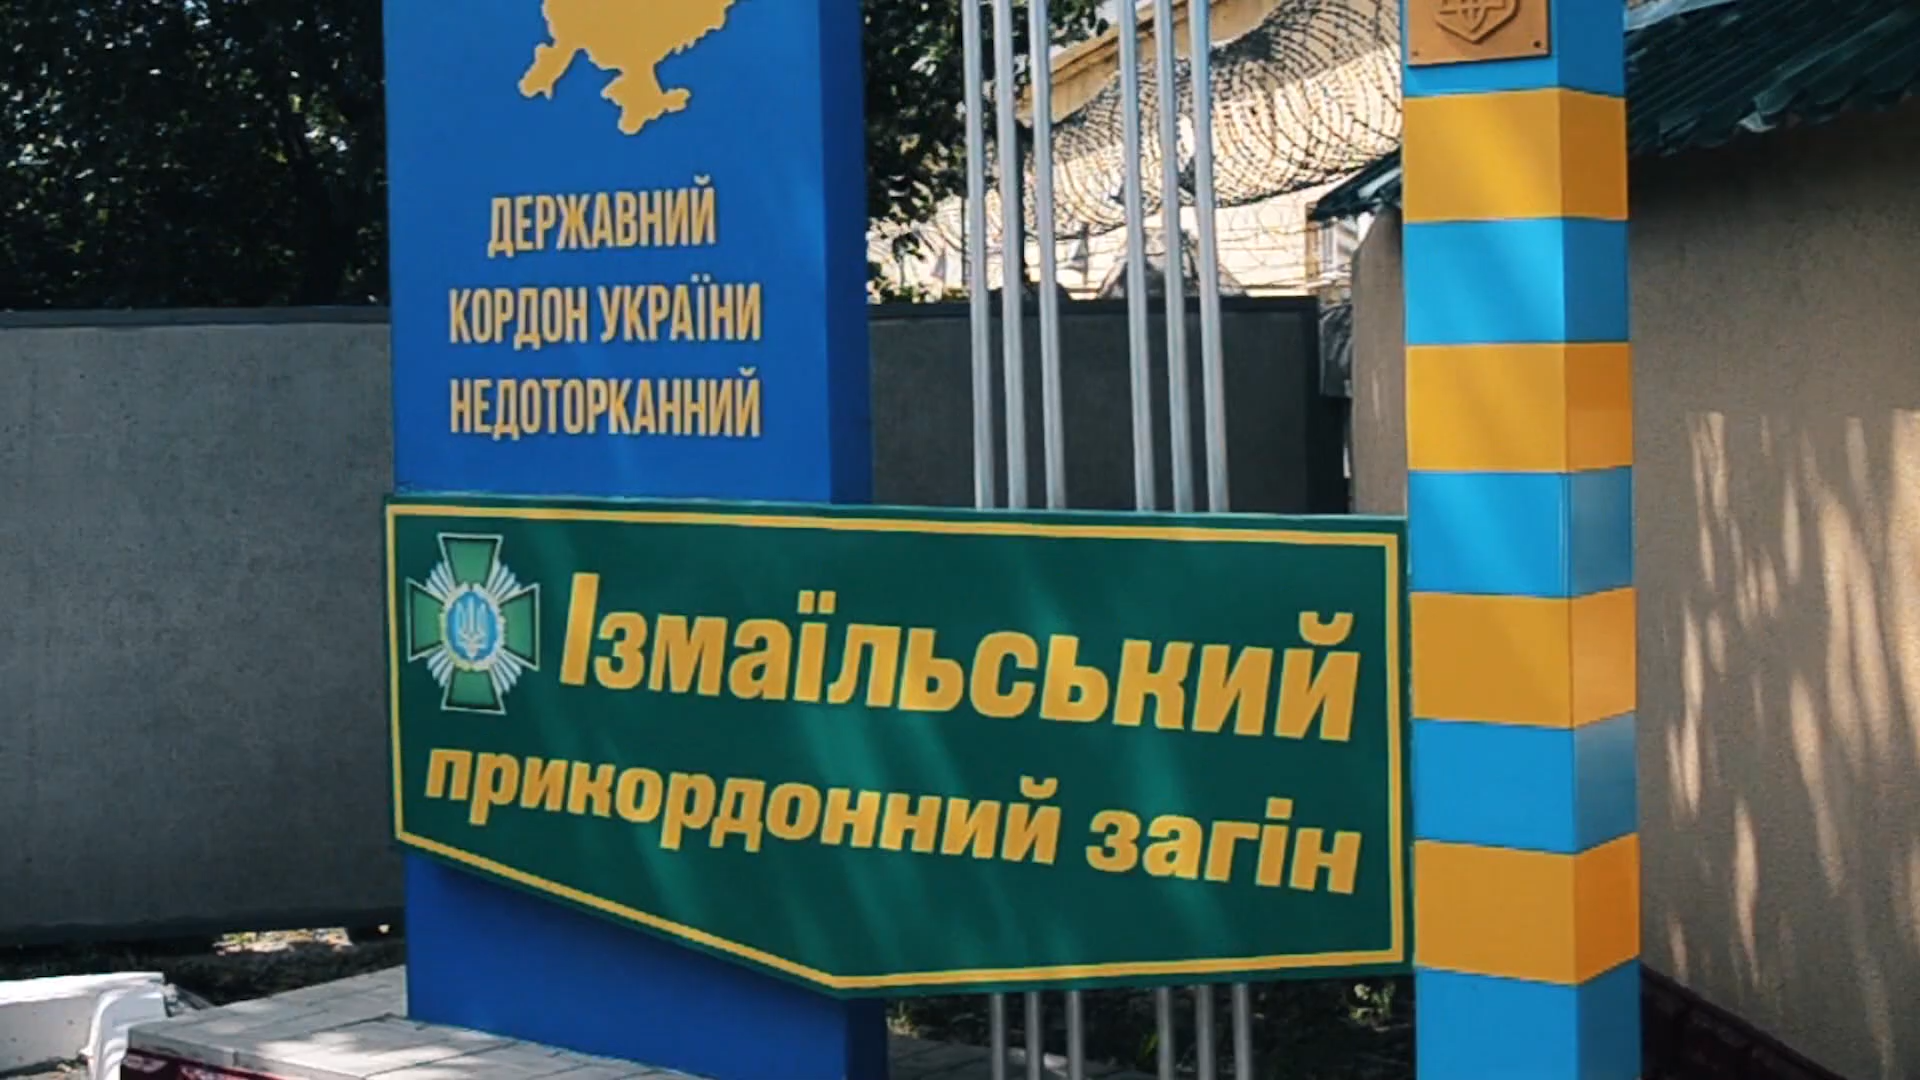 ДЕРЖАВНИЙ
КОРДОН УКРАЇНИ
НЕДОТОРКАННИЙ
Ізмаїльський
прикордонний загін